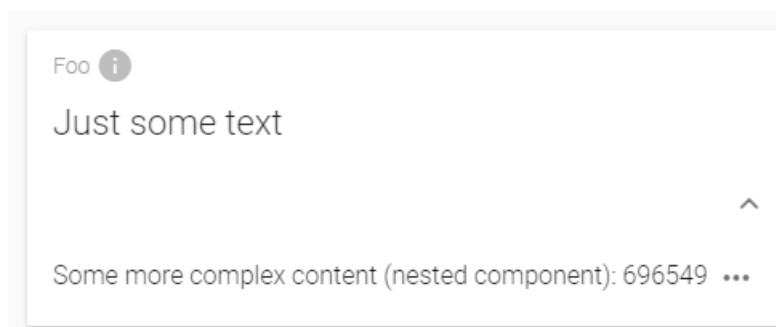 Foo
Just some text
Some more complex content (nested component): 696549